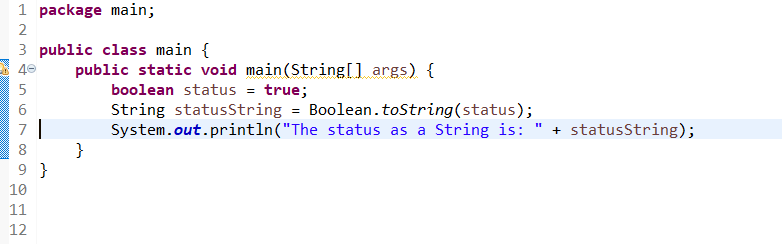 1 package main;
2
3 public class main {
4 public static void main(String[] args) {
5 boolean status = true;
6 String statusString = Boolean.toString(status);
7 System.out.println("The status as a String is: " + statusString);
8 }
9 }
10
11
12